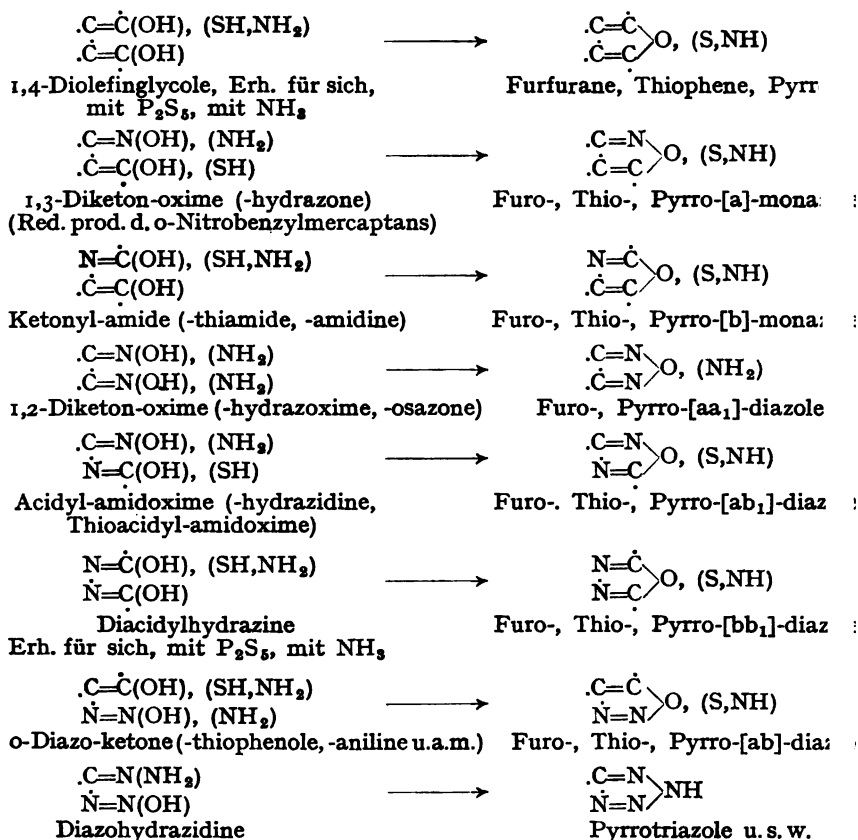 .C=Ċ(OH), (SH,NH₂) ⟶ .C=Ċ
.Ċ=C(OH) .Ċ=C >O, (S,NH)
1,4-Diolefinglycole, Erh. für sich, Furfurane, Thiophene,
mit P₂S₅, mit NH₃
.C=N(OH), (NH₂) ⟶ .C=N
.Ċ=C(OH), (SH) .Ċ=C >O, (S,NH)
1,3-Diketon-oxime (-hydrazone) Furo-, Thio-, Pyrro-[a]-
(Red. prod. d. o-Nitrobenzylmercaptans)
N=Ċ(OH), (SH,NH₂) ⟶ N=Ċ
.Ċ=C(OH) .Ċ=C >O, (S,NH)
Ketonyl-amide (-thiamide, -amidine) Furo-, Thio-, Pyrro-[b]-
.C=N(OH), (NH₂) ⟶ .C=N
.Ċ=N(OH), (NH₂) .Ċ=N >O, (NH₂)
1,2-Diketon-oxime (-hydrazoxime, -osazone) Furo-, Pyrro-[aa₁]-diazole
.C=N(OH), (NH₂) ⟶ .C=N
Ṅ=C(OH), (SH) Ṅ=C >O, (S,NH)
Acidyl-amidoxime (-hydrazidine, Furo-. Thio-, Pyrro-[ab₁]-
Thioacidyl-amidoxime)
N=Ċ(OH), (SH,NH₂) ⟶ N=Ċ
Ṅ=C(OH) Ṅ=C >O, (S,NH)
Diacidylhydrazine Furo-, Thio-, Pyrro-[bb₁]-
Erh. für sich, mit P₂S₅, mit NH₃
.C=Ċ(OH), (SH,NH₂) ⟶ .C=Ċ
Ṅ=N(OH), (NH₂) Ṅ=N >O, (S,NH)
o-Diazo-ketone (-thiophenole, -aniline u.a.m.) Furo-, Thio-, Pyrro-[ab]-
.C=N(NH₂) ⟶ .C=N
Ṅ=N(OH) Ṅ=N >NH
Diazohydrazidine Pyrrotriazole u. s. w.